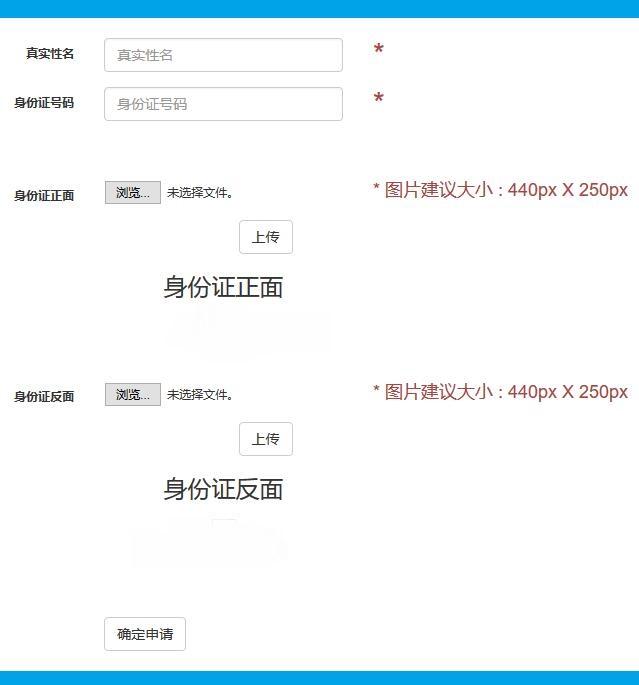 真实性名 真实性名 *
身份证号码 身份证号码 *
身份证正面 浏览... 未选择文件。 * 图片建议大小 : 440px X 250px
上传
身份证正面
身份证反面 浏览... 未选择文件。 * 图片建议大小 : 440px X 250px
上传
身份证反面
确定申请